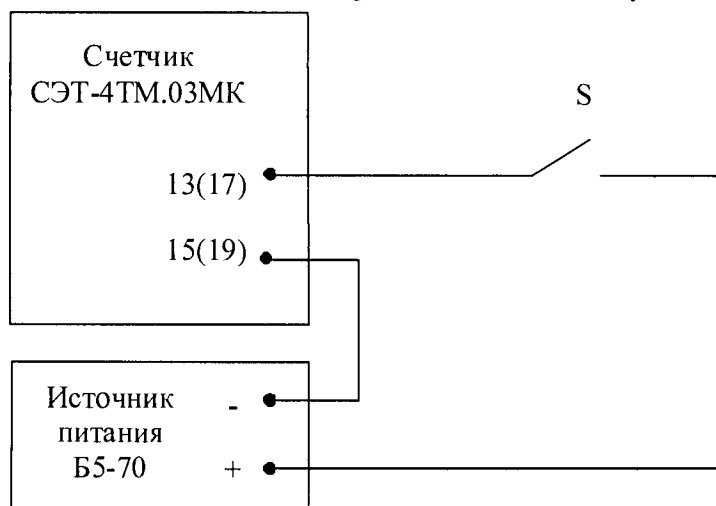 Счетчик
СЭТ-4ТМ.03МК
S
13(17)
15(19)
Источник -
питания
Б5-70 +